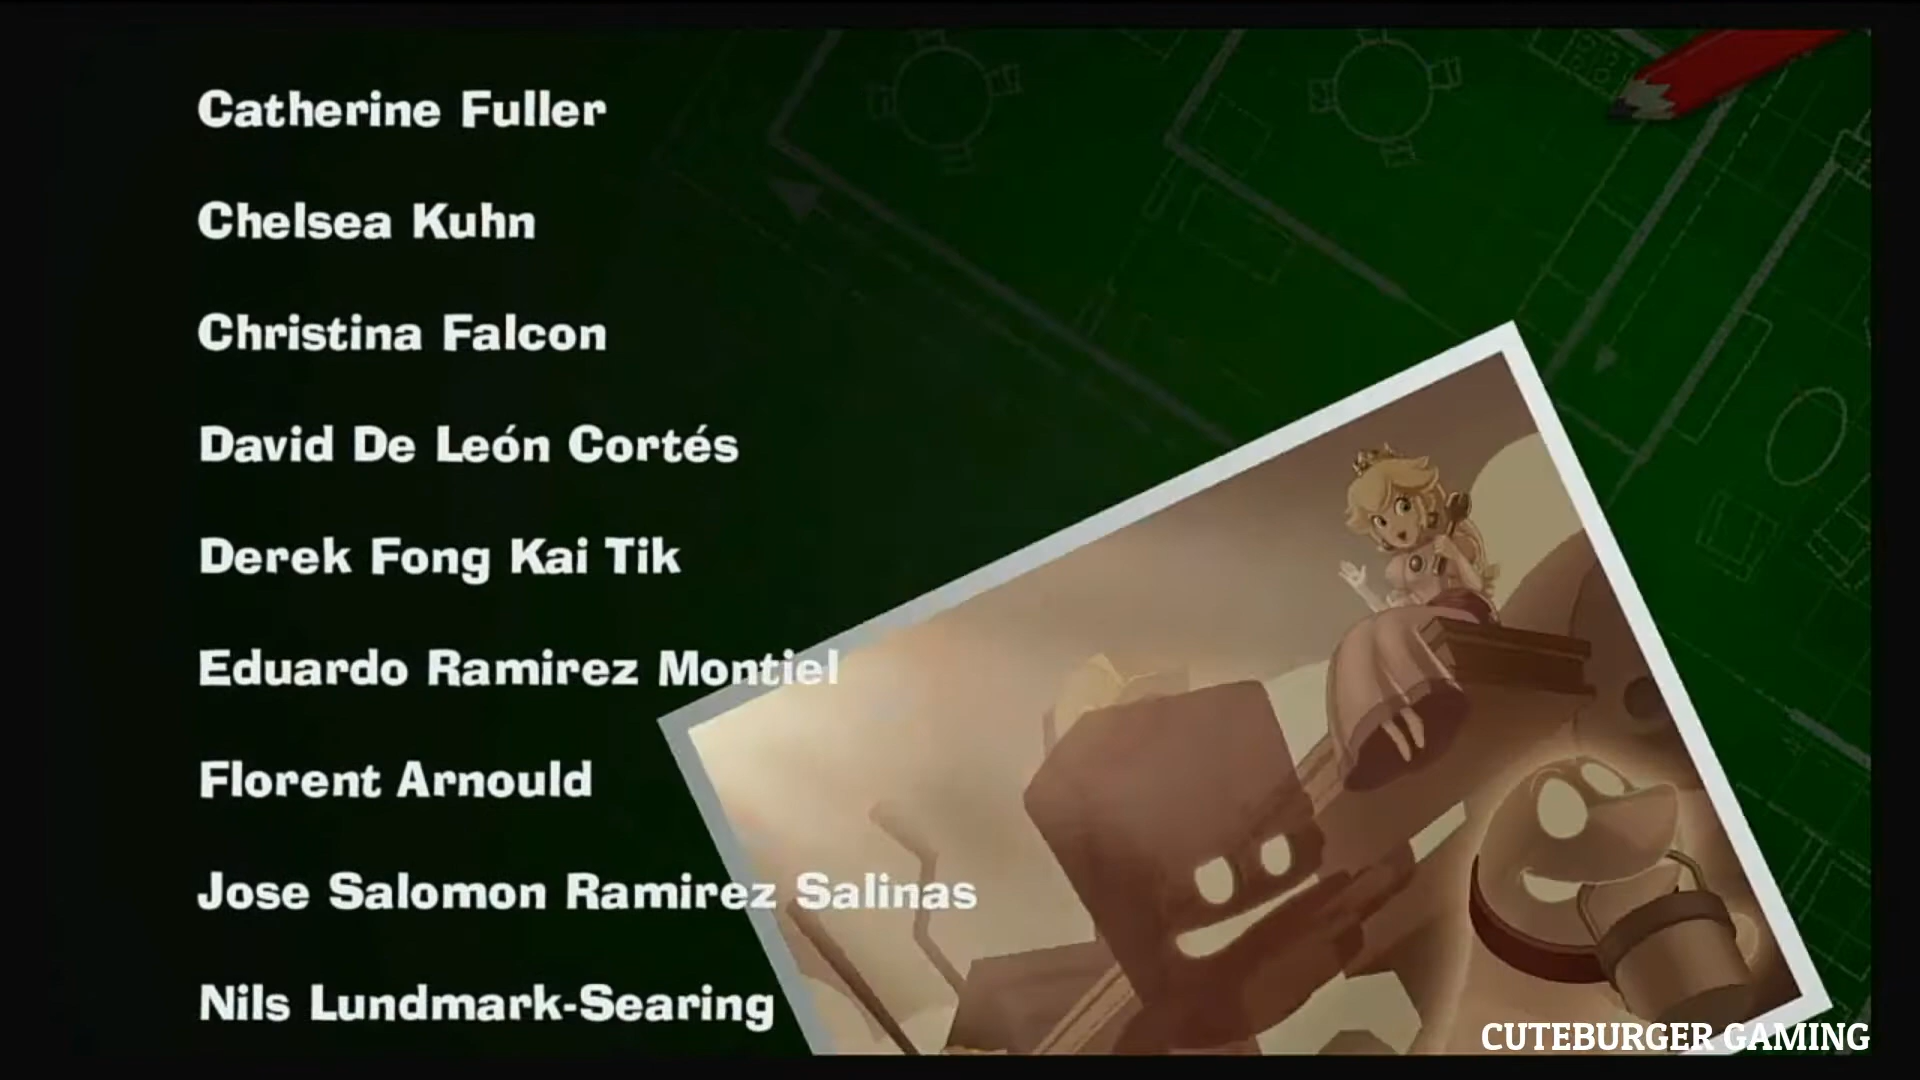 Catherine Fuller
Chelsea Kuhn
Christina Falcon
David De León Cortés
Derek Fong Kai Tik
Eduardo Ramirez Montiel
Florent Arnould
Jose Salomon Ramirez Salinas
Nils Lundmark-Searing
CUTEBURGER GAMING